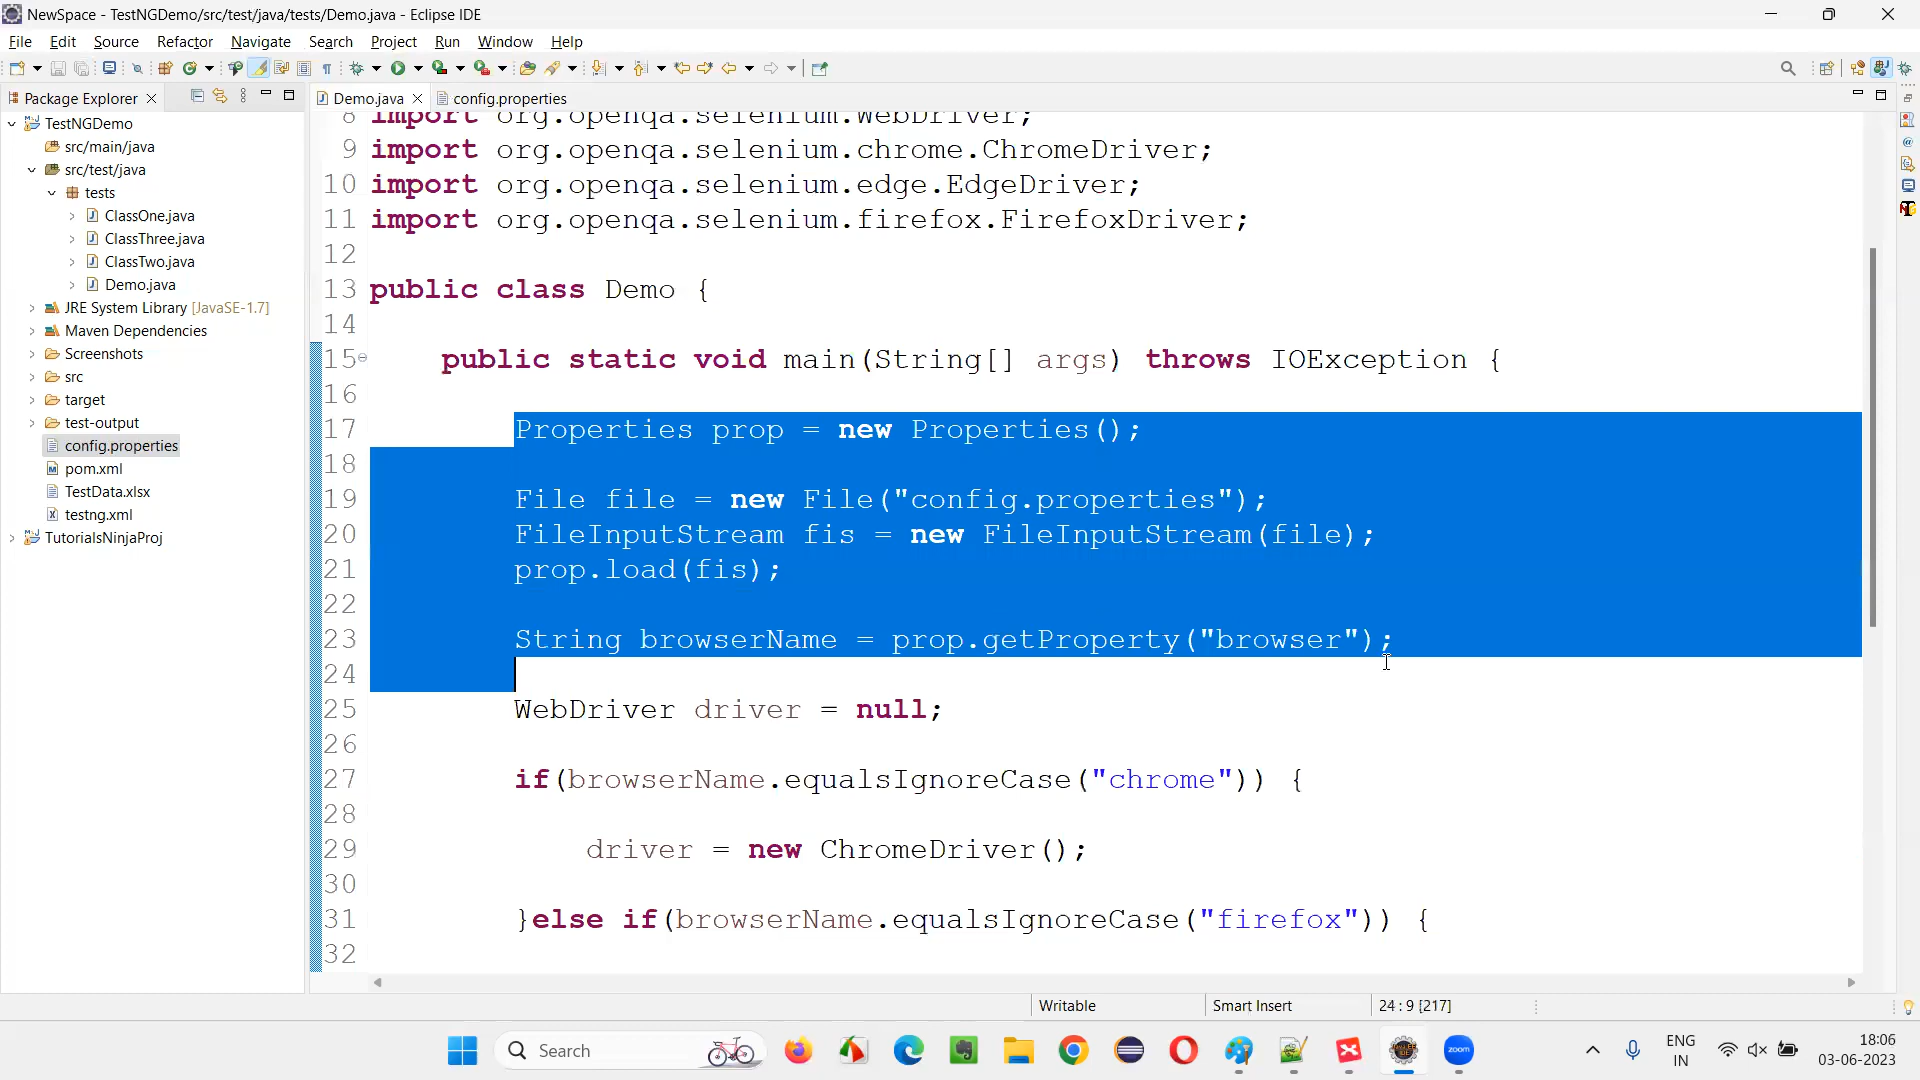 NewSpace - TestNGDemo/src/test/java/tests/Demo.java - Eclipse IDE
File Edit Source Refactor Navigate Search Project Run Window Help
Package Explorer
Demo.java config.properties
TestNGDemo
src/main/java
src/test/java
tests
ClassOne.java
ClassThree.java
ClassTwo.java
Demo.java
JRE System Library [JavaSE-1.7]
Maven Dependencies
Screenshots
src
target
test-output
config.properties
pom.xml
TestData.xlsx
testng.xml
TutorialsNinjaProj
8 import org.openqa.selenium.WebDriver;
9 import org.openqa.selenium.chrome.ChromeDriver;
10 import org.openqa.selenium.edge.EdgeDriver;
11 import org.openqa.selenium.firefox.FirefoxDriver;
12
13 public class Demo {
14
15 public static void main(String[] args) throws IOException {
16
17 Properties prop = new Properties();
18
19 File file = new File("config.properties");
20 FileInputStream fis = new FileInputStream(file);
21 prop.load(fis);
22
23 String browserName = prop.getProperty("browser");
24
25 WebDriver driver = null;
26
27 if(browserName.equalsIgnoreCase("chrome")) {
28
29 driver = new ChromeDriver();
30
31 }else if(browserName.equalsIgnoreCase("firefox")) {
32
Writable Smart Insert 24 : 9 [217]
Search
zoom
ENG
IN
18:06
03-06-2023